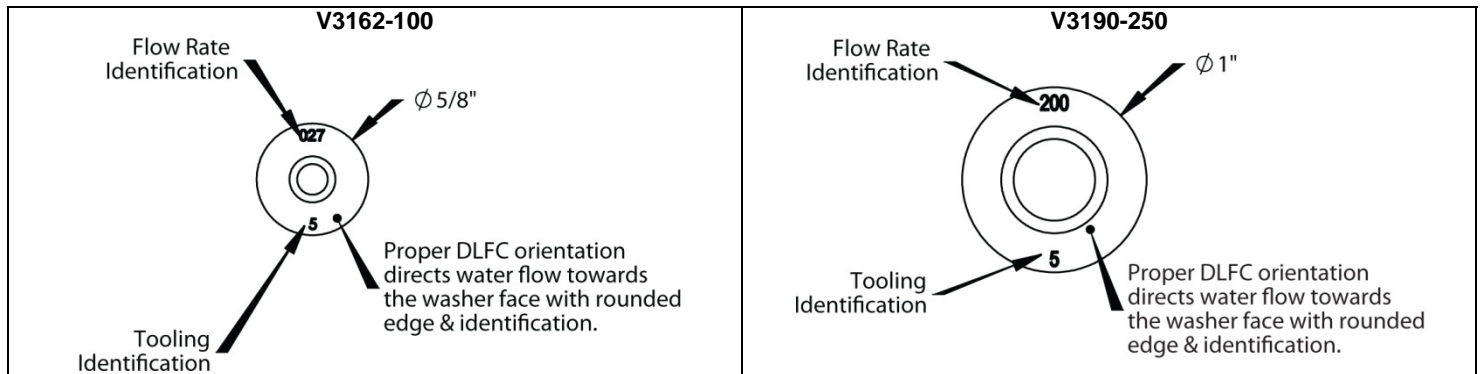 V3162-100
Flow Rate
Identification
Ø 5/8"
027
5
Proper DLFC orientation
directs water flow towards
the washer face with rounded
edge & identification.
Tooling
Identification
V3190-250
Flow Rate
Identification
Ø 1"
200
5
Tooling
Identification
Proper DLFC orientation
directs water flow towards
the washer face with rounded
edge & identification.